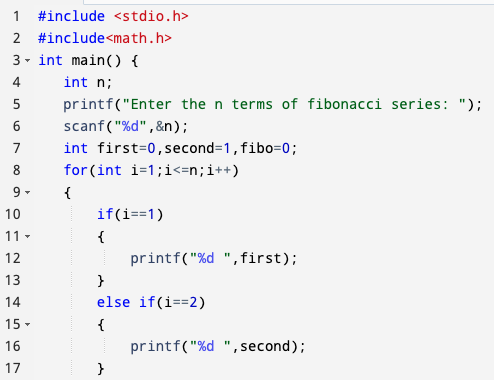 1 #include <stdio.h>
2 #include<math.h>
3 int main() {
4 int n;
5 printf("Enter the n terms of fibonacci series: ");
6 scanf("%d",&n);
7 int first=0,second=1,fibo=0;
8 for(int i=1;i<=n;i++)
9 {
10 if(i==1)
11 {
12 printf("%d ",first);
13 }
14 else if(i==2)
15 {
16 printf("%d ",second);
17 }